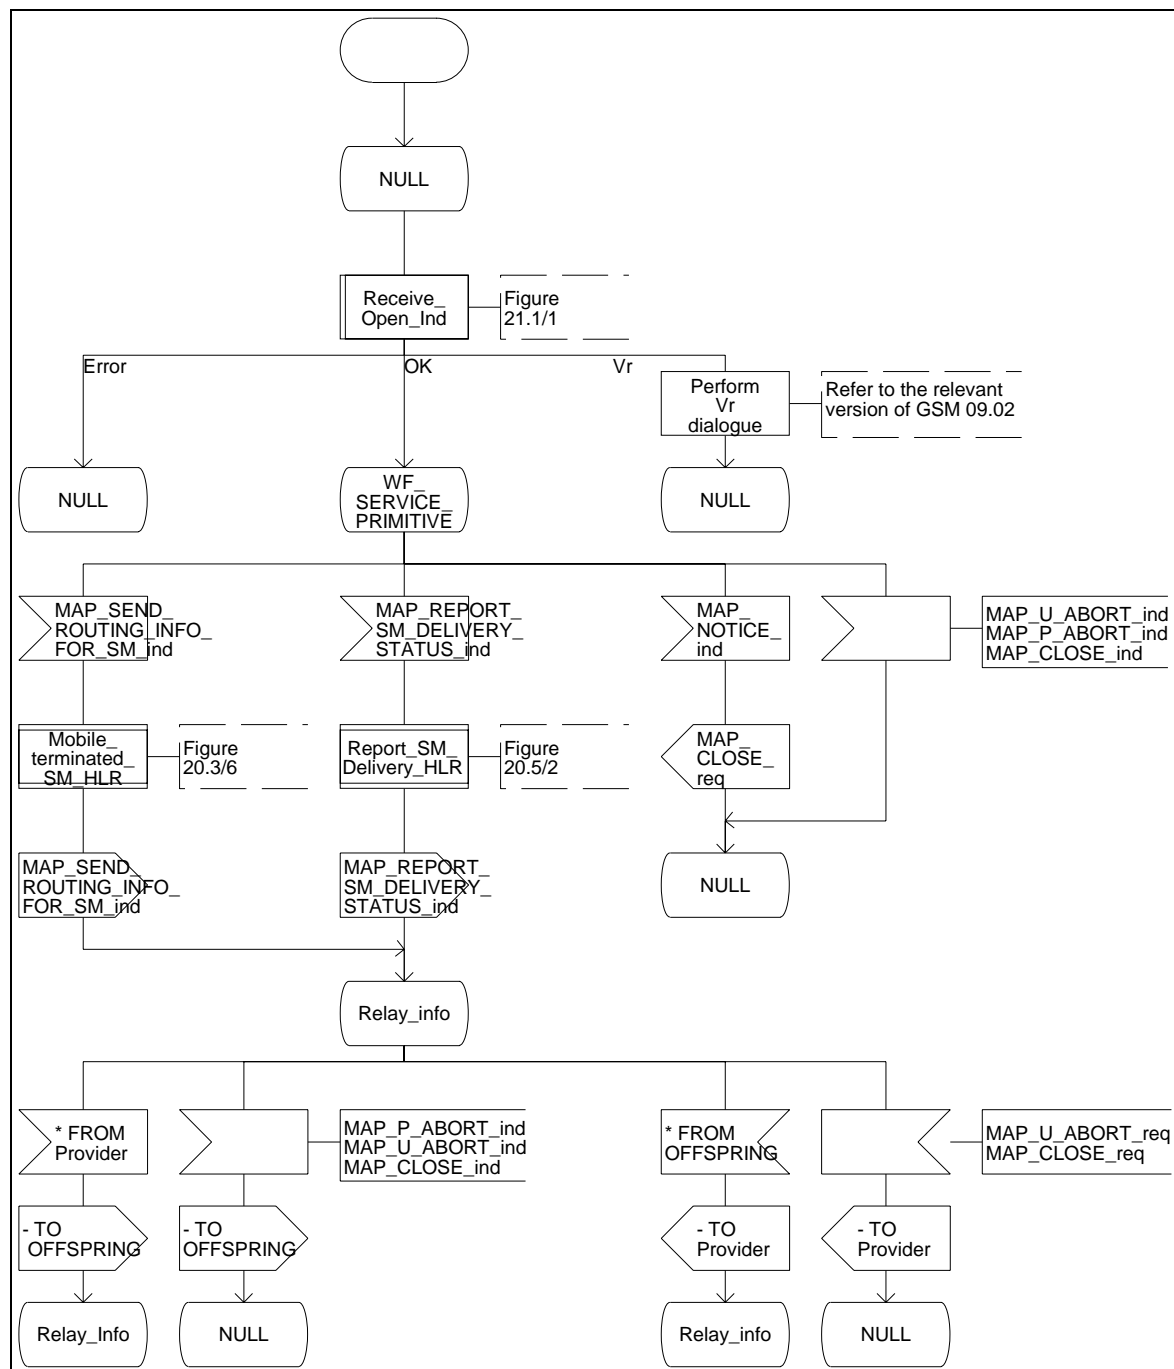 NULL
Receive_
Open_Ind
Figure
21.1/1
Error
OK
Vr
Perform
Vr
dialogue
Refer to the relevant
version of GSM 09.02
NULL
WF_
SERVICE_
PRIMITIVE
NULL
MAP_SEND_
ROUTING_INFO_
FOR_SM_ind
MAP_REPORT_
SM_DELIVERY_
STATUS_ind
MAP_
NOTICE_
ind
MAP_U_ABORT_ind
MAP_P_ABORT_ind
MAP_CLOSE_ind
Mobile_
terminated_
SM_HLR
Figure
20.3/6
Report_SM_
Delivery_HLR
Figure
20.5/2
MAP_
CLOSE_
req
MAP_SEND_
ROUTING_INFO_
FOR_SM_ind
MAP_REPORT_
SM_DELIVERY_
STATUS_ind
NULL
Relay_info
* FROM
Provider
MAP_P_ABORT_ind
MAP_U_ABORT_ind
MAP_CLOSE_ind
* FROM
OFFSPRING
MAP_U_ABORT_req
MAP_CLOSE_req
- TO
OFFSPRING
- TO
OFFSPRING
- TO
Provider
- TO
Provider
Relay_Info
NULL
Relay_info
NULL